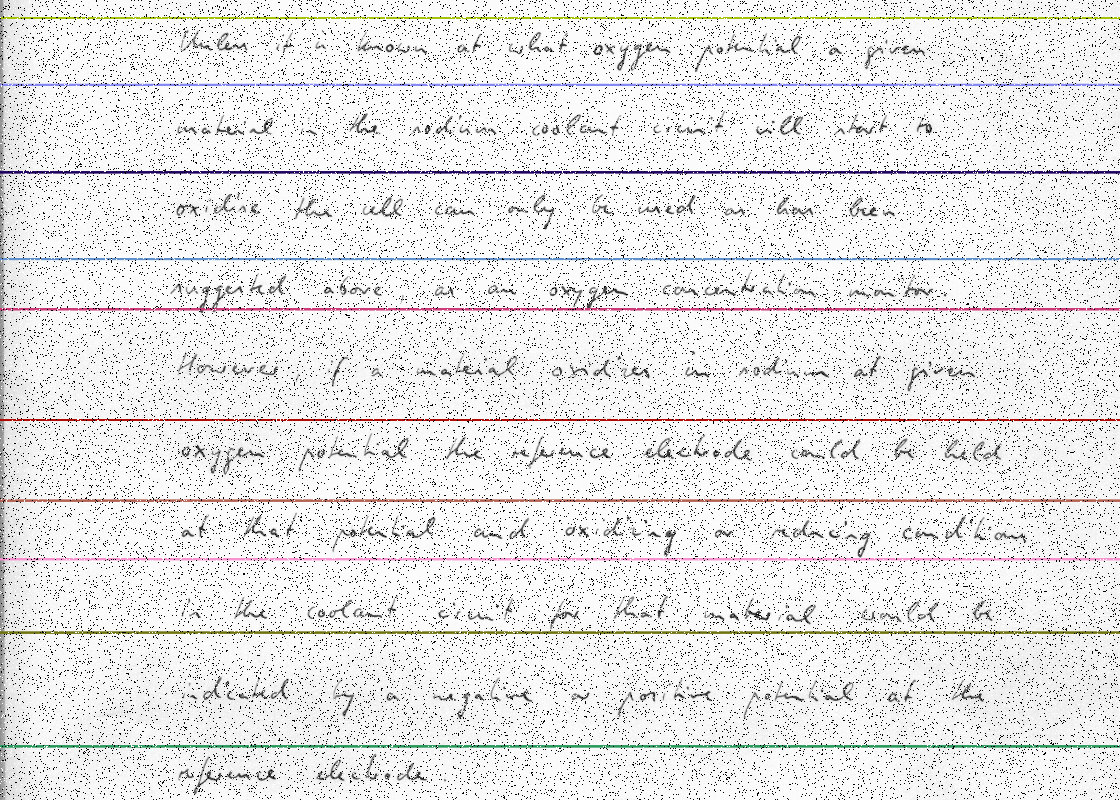 Unless it is known at what oxygen potential a given
material in the sodium coolant circuit will start to
oxidise the cell can only be used as has been
suggested above, as an oxygen concentration monitor.
However, if a material oxidises in sodium at given
oxygen potential the reference electrode could be held
at that potential and oxidising or reducing conditions
in the coolant circuit for that material would be
indicated by a negative or positive potential at the
reference electrode